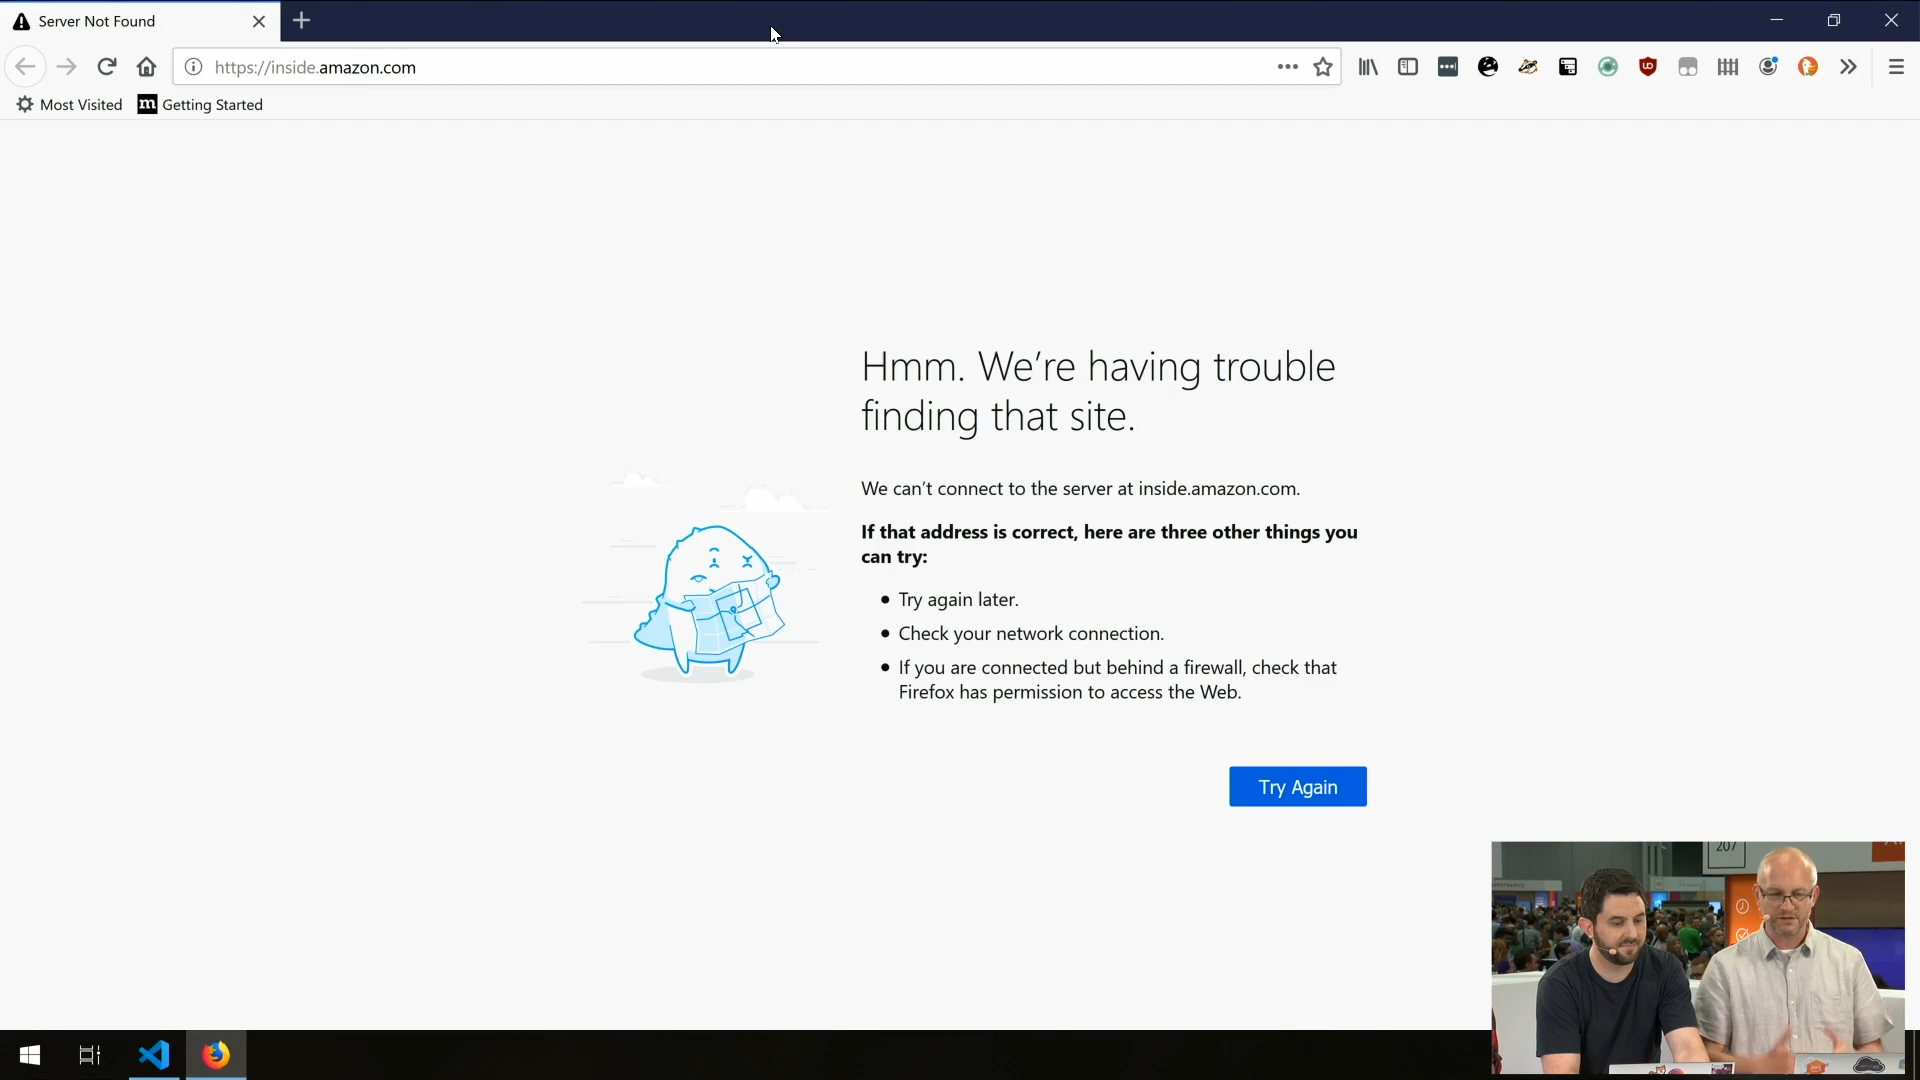 Server Not Found
https://inside.amazon.com
Most Visited
m Getting Started
Hmm. We’re having trouble
finding that site.
We can’t connect to the server at inside.amazon.com.
If that address is correct, here are three other things you
can try:
Try again later.
Check your network connection.
If you are connected but behind a firewall, check that
Firefox has permission to access the Web.
Try Again
207